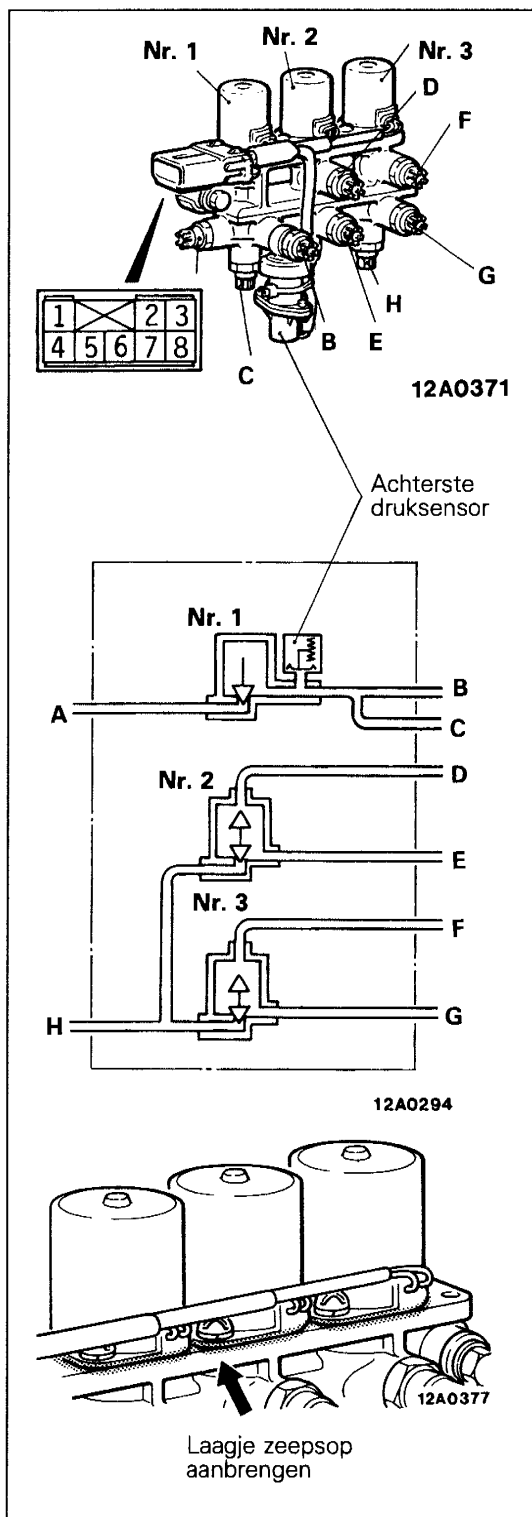 Nr. 1 Nr. 2 Nr. 3
D
F
G
H
E
B
C
1 2 3
4 5 6 7 8
12A0371
Achterste
druksensor
Nr. 1
A
B
C
Nr. 2
D
E
Nr. 3
F
H
G
12A0294
12A0377
Laagje zeepsop
aanbrengen